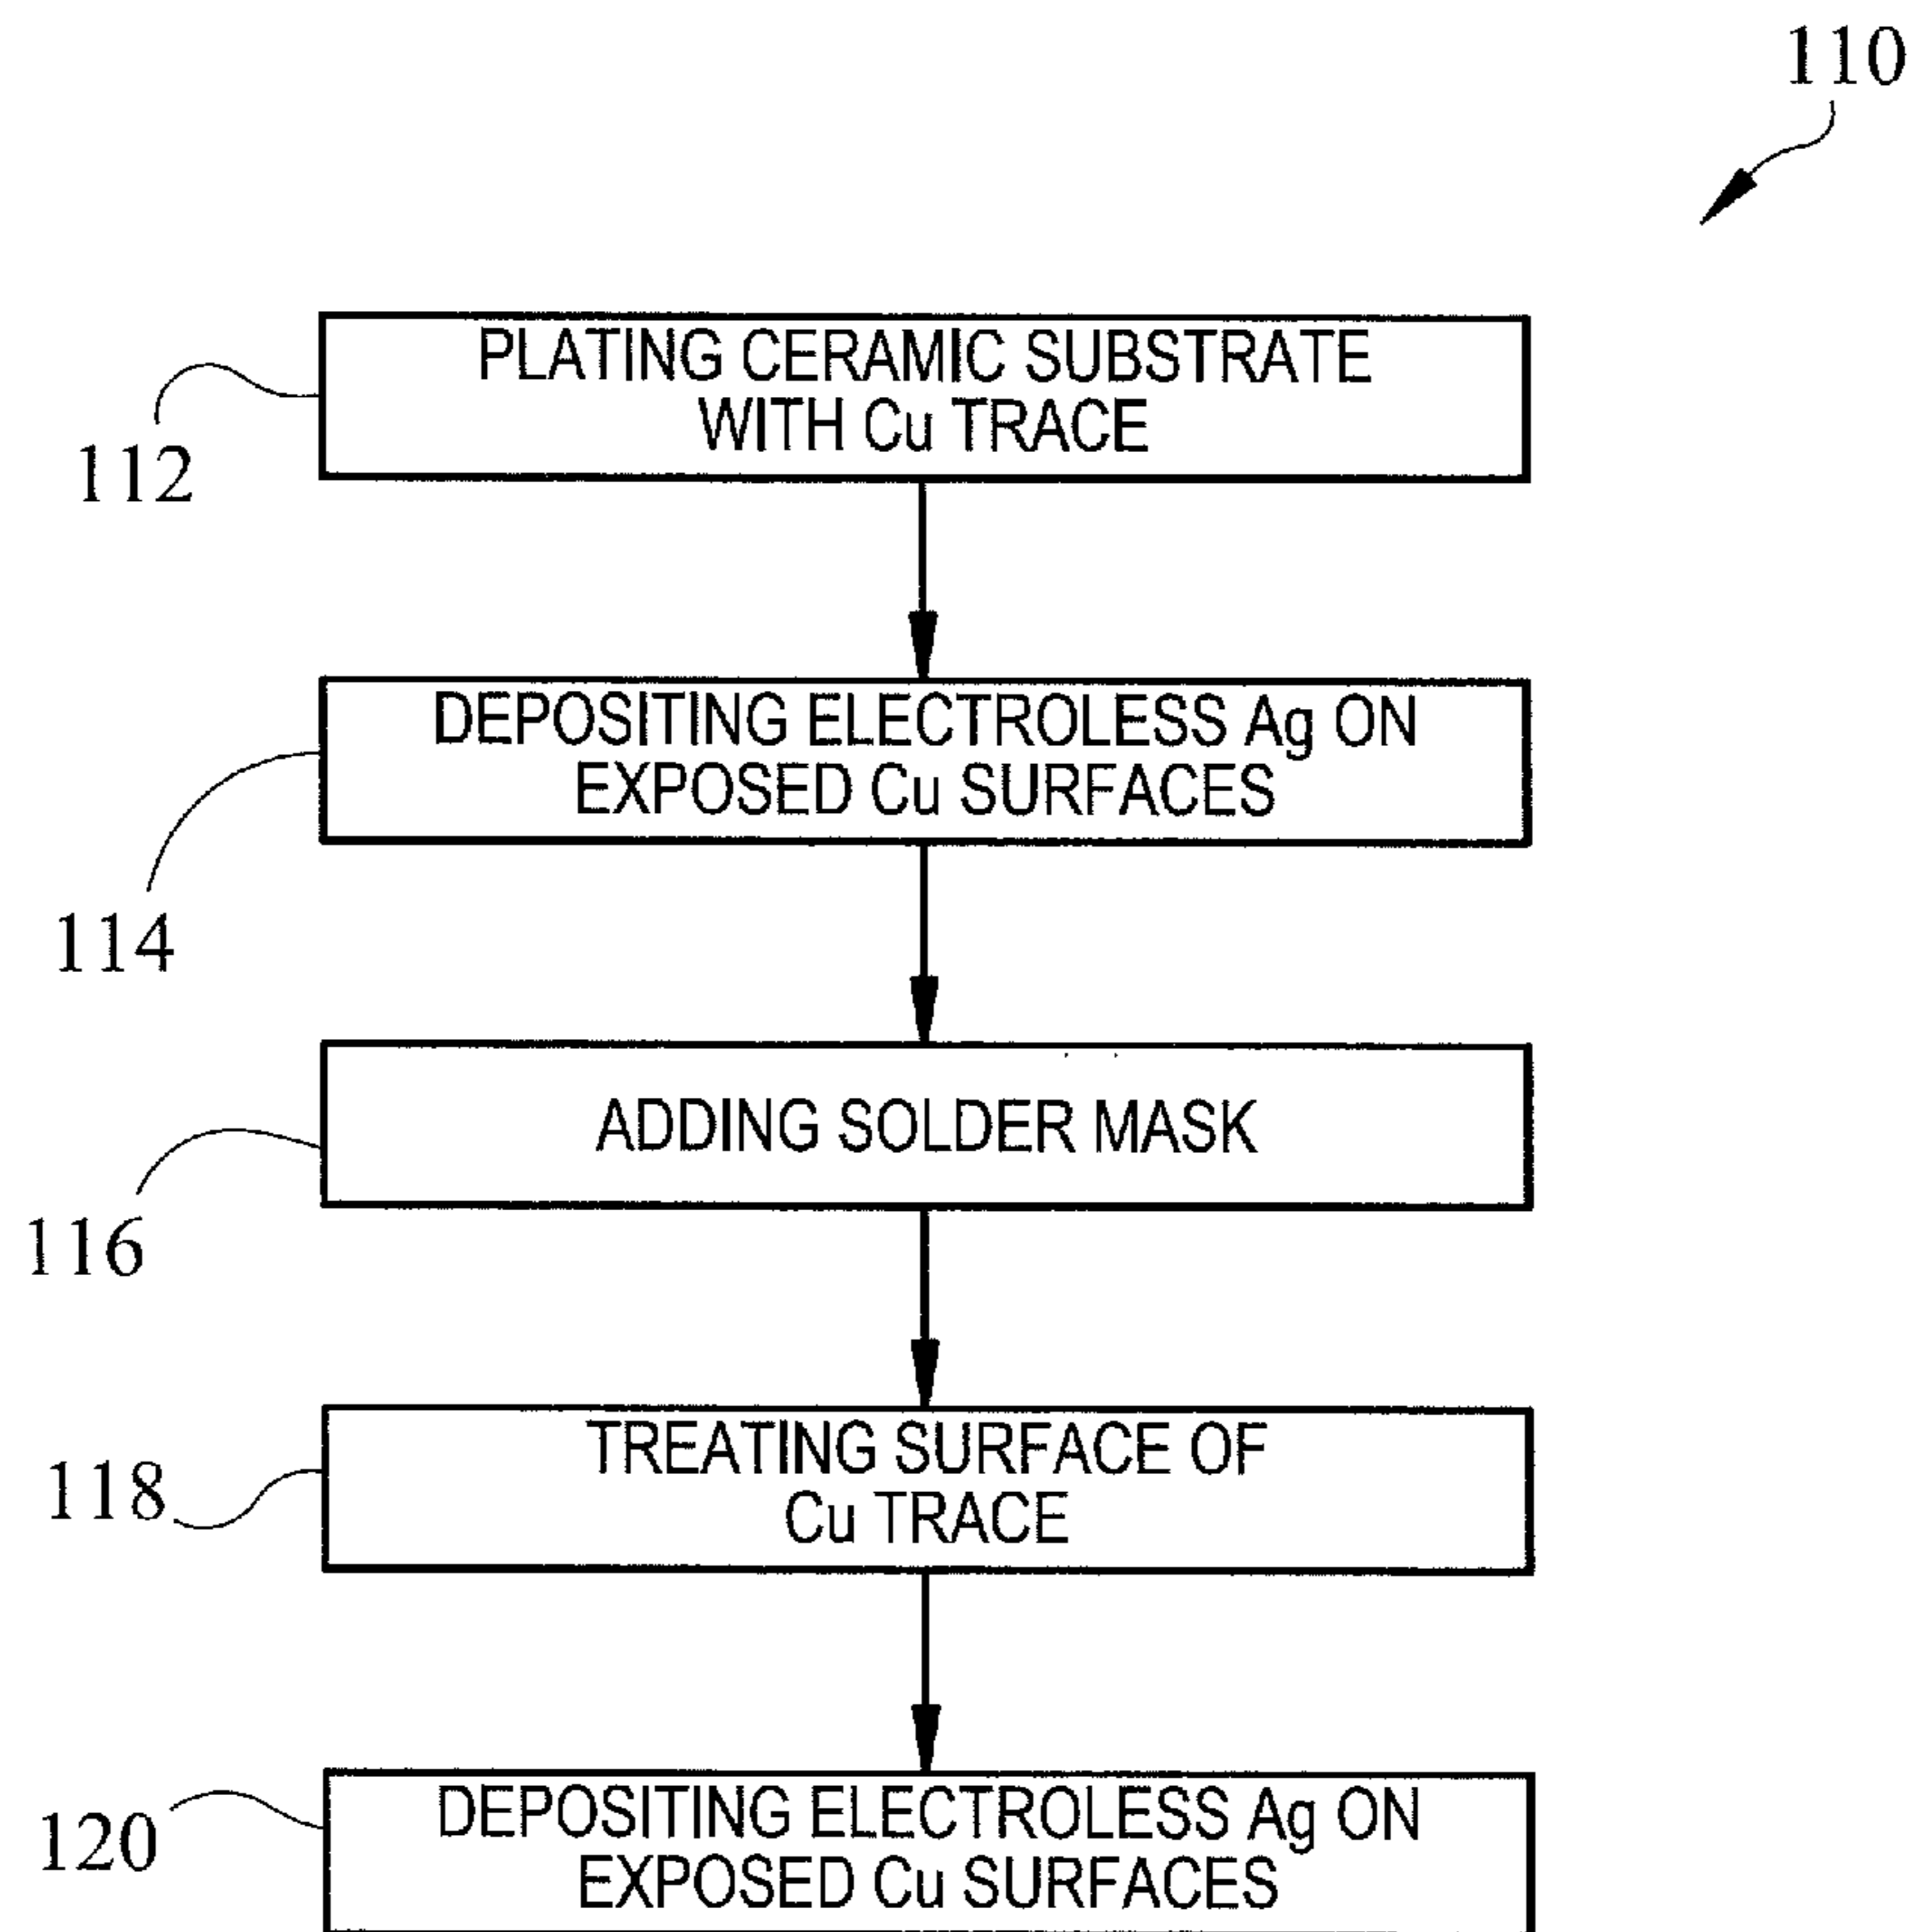 110
PLATING CERAMIC SUBSTRATE
WITH Cu TRACE
112
DEPOSITING ELECTROLESS Ag ON
EXPOSED Cu SURFACES
114
ADDING SOLDER MASK
116
TREATING SURFACE OF
Cu TRACE
118
DEPOSITING ELECTROLESS Ag ON
EXPOSED Cu SURFACES
120